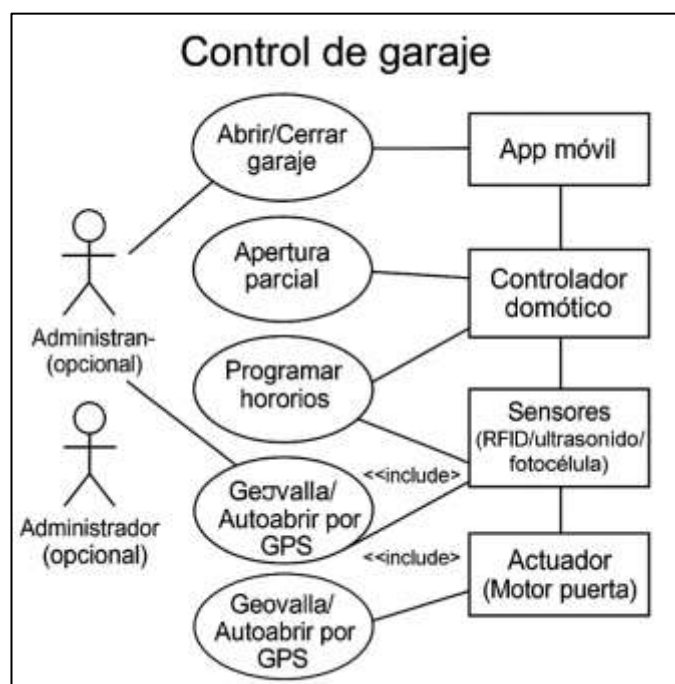 Control de garaje
Abrir/Cerrar
garaje
App móvil
Apertura
parcial
Controlador
domótico
Administran-
(opcional)
Programar
hororios
Sensores
(RFID/ultrasonido/
fotocélula)
<<include>
Geovalla/
Autoabrir por
GPS
Administrador
(opcional)
<<include>
Actuador
(Motor puerta)
Geovalla/
Autoabrir por
GPS